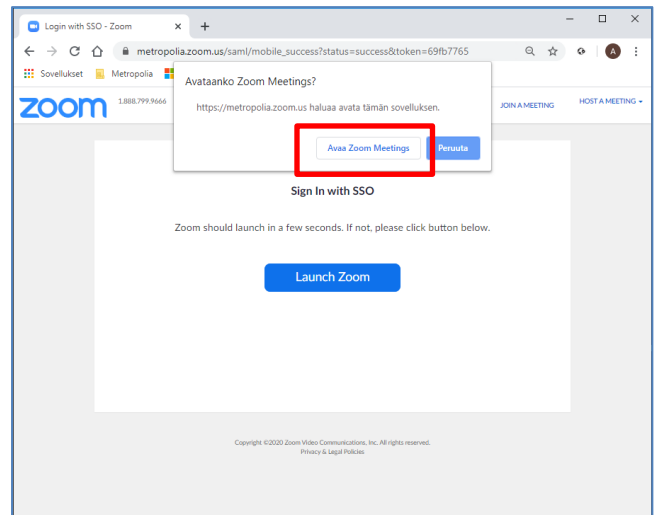 Login with SSO - Zoom
metropolia.zoom.us/saml/mobile_success?status=success&token=69fb7765
A
Sovellukset
Metropolia
Avataanko Zoom Meetings?
https://metropolia.zoom.us haluaa avata tämän sovelluksen.
Avaa Zoom Meetings Peruuta
zoom 1.888.799.9666 JOIN A MEETING HOST A MEETING
Sign In with SSO
Zoom should launch in a few seconds. If not, please click button below.
Launch Zoom
Copyright ©2020 Zoom Video Communications, Inc. All rights reserved.
Privacy & Legal Policies